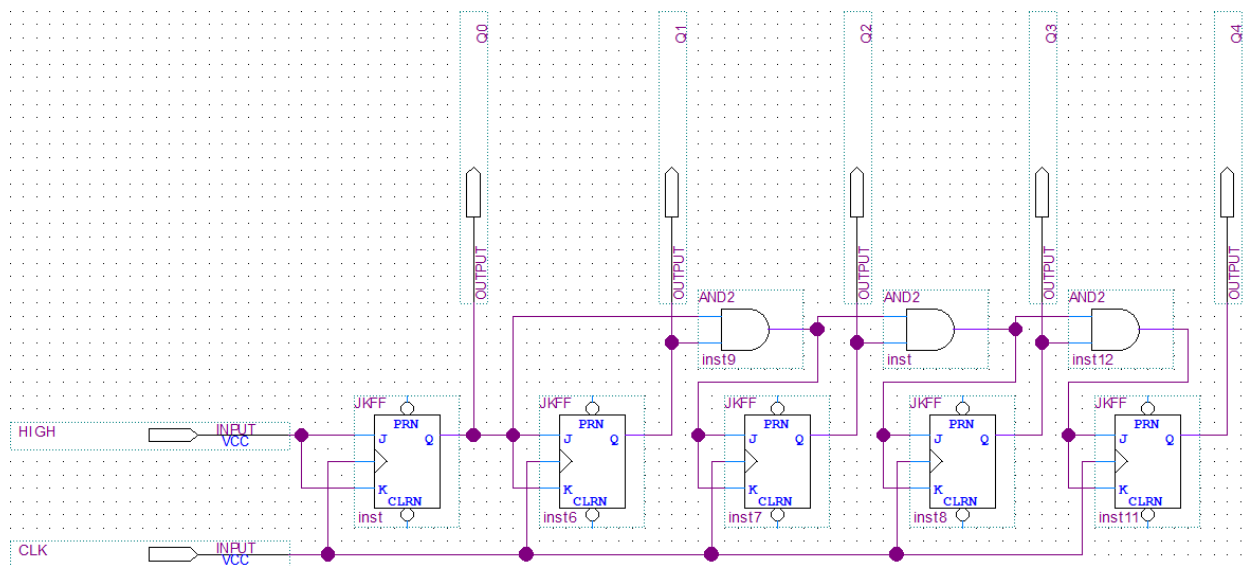 Q0
Q1
Q2
Q3
Q4
OUTPUT
OUTPUT
OUTPUT
OUTPUT
OUTPUT
AND2
AND2
AND2
inst9
inst
inst12
JKFF
JKFF
JKFF
JKFF
JKFF
HIGH
INPUT
VCC
PRN
J
Q
K
CLRN
inst
PRN
J
Q
K
CLRN
inst6
PRN
J
Q
K
CLRN
inst7
PRN
J
Q
K
CLRN
inst8
PRN
J
Q
K
CLRN
inst11
CLK
INPUT
VCC